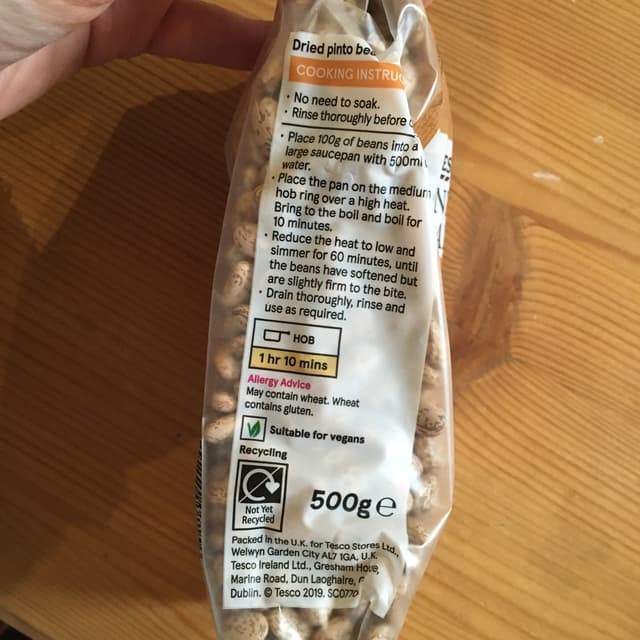 Dried pinto
COOKING
• No need to soak.
• Rinse thoroughly before
• Place 100g of beans into a
large saucepan with 500ml
water.
• Place the pan on the medium
hob ring over a high heat.
Bring to the boil and boil for
10 minutes.
• Reduce the heat to low and
simmer for 60 minutes, until
the beans have softened but
are slightly firm to the bite.
• Drain thoroughly, rinse and
use as required.
HOB
1 hr 10 mins
Allergy Advice
May contain wheat. Wheat
contains gluten.
Suitable for vegans
Recycling
Not Yet
Recycled
500g ℮
Packed in the U.K. for Tesco Stores Ltd.,
Welwyn Garden City AL7 1GA, U.K.
Tesco Ireland Ltd., Gresham House,
Marine Road, Dun Laoghaire,
Dublin. © Tesco 2019.